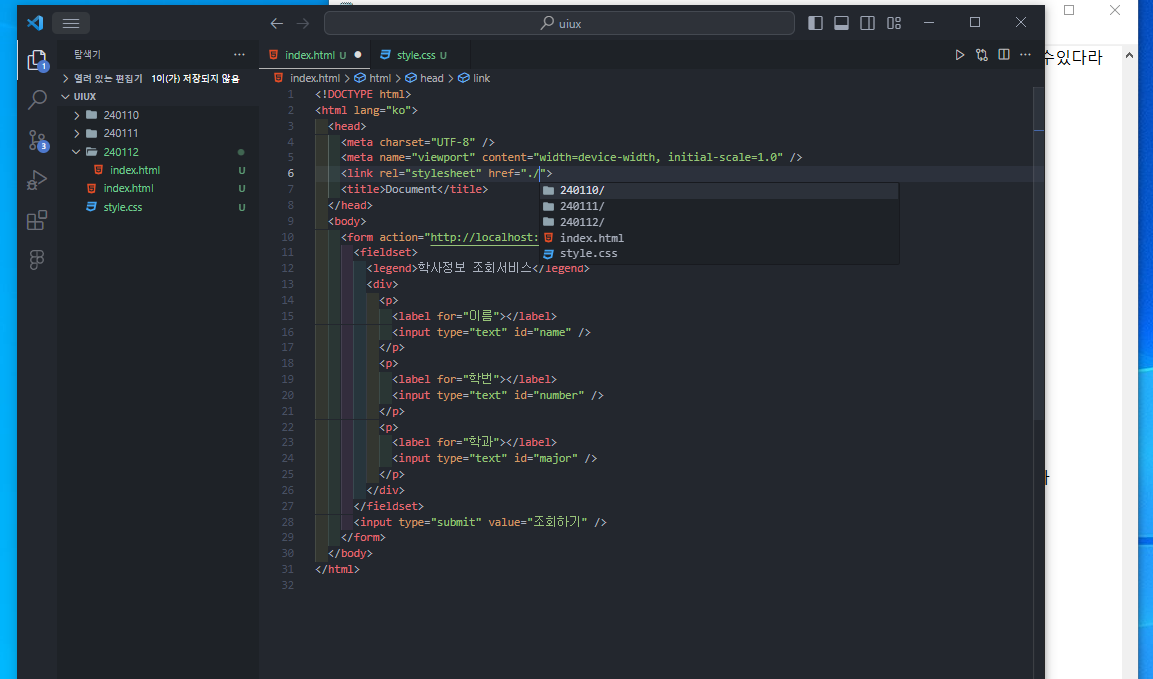 uiux
수있다라
탐색기
index.html U
style.css U
열려 있는 편집기 1이(가) 저장되지 않음
index.html > html > head > link
UIUX
240110
240111
240112
index.html U
index.html U
style.css U
1
3
1 <!DOCTYPE html>
2 <html lang="ko">
3 <head>
4 <meta charset="UTF-8" />
5 <meta name="viewport" content="width=device-width, initial-scale=1.0" />
6 <link rel="stylesheet" href="./">
7 <title>Document</title>
8 </head>
9 <body>
10 <form action="http://localhost:
11 <fieldset>
12 <legend>학사정보 조회서비스</legend>
13 <div>
14 <p>
15 <label for="이름"></label>
16 <input type="text" id="name" />
17 </p>
18 <p>
19 <label for="학번"></label>
20 <input type="text" id="number" />
21 </p>
22 <p>
23 <label for="학과"></label>
24 <input type="text" id="major" />
25 </p>
26 </div>
27 </fieldset>
28 <input type="submit" value="조회하기" />
29 </form>
30 </body>
31 </html>
32
240110/
240111/
240112/
index.html
style.css